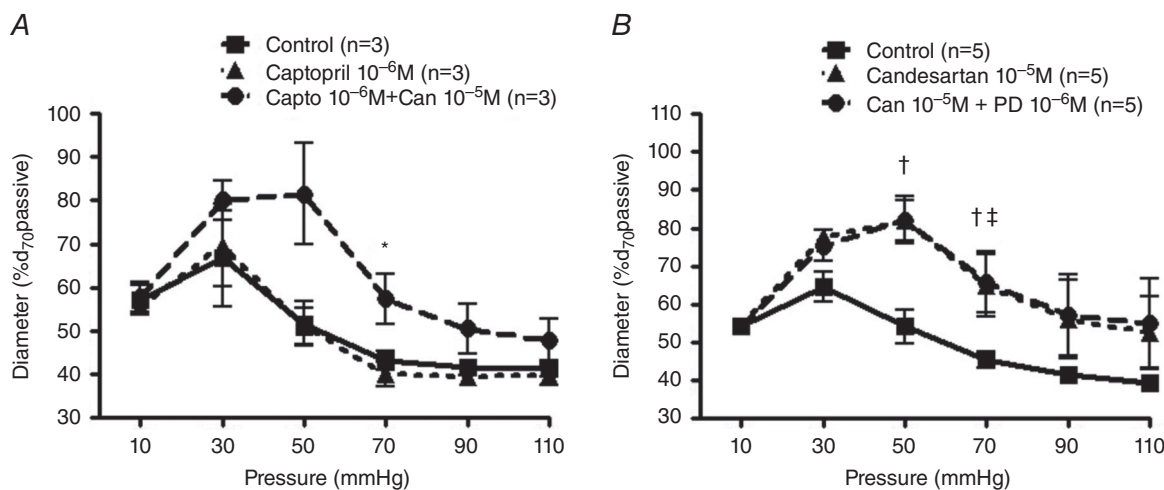 A
Control (n=3)
Captopril 10⁻⁶M (n=3)
Capto 10⁻⁶M+Can 10⁻⁵M (n=3)
100
90
80
70
60
50
40
30
Diameter (%d₇₀passive)
*
10 30 50 70 90 110
Pressure (mmHg)
B
Control (n=5)
Candesartan 10⁻⁵M (n=5)
Can 10⁻⁵M + PD 10⁻⁶M (n=5)
110
100
90
80
70
60
50
40
30
Diameter (%d₇₀passive)
†
†‡
10 30 50 70 90 110
Pressure (mmHg)